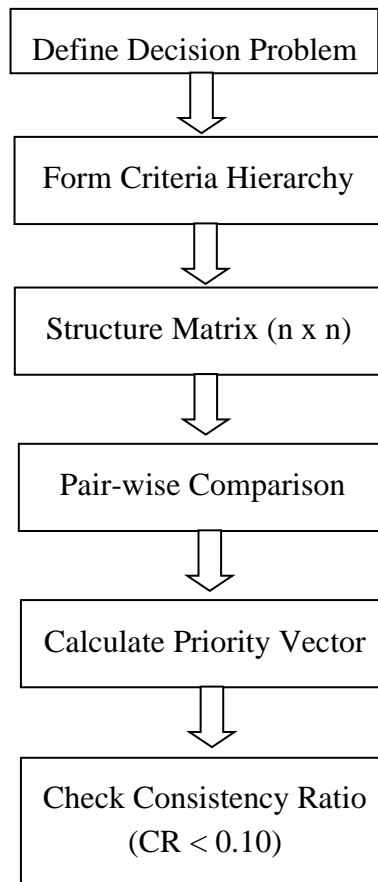 Define Decision Problem
Form Criteria Hierarchy
Structure Matrix (n x n)
Pair-wise Comparison
Calculate Priority Vector
Check Consistency Ratio
(CR < 0.10)